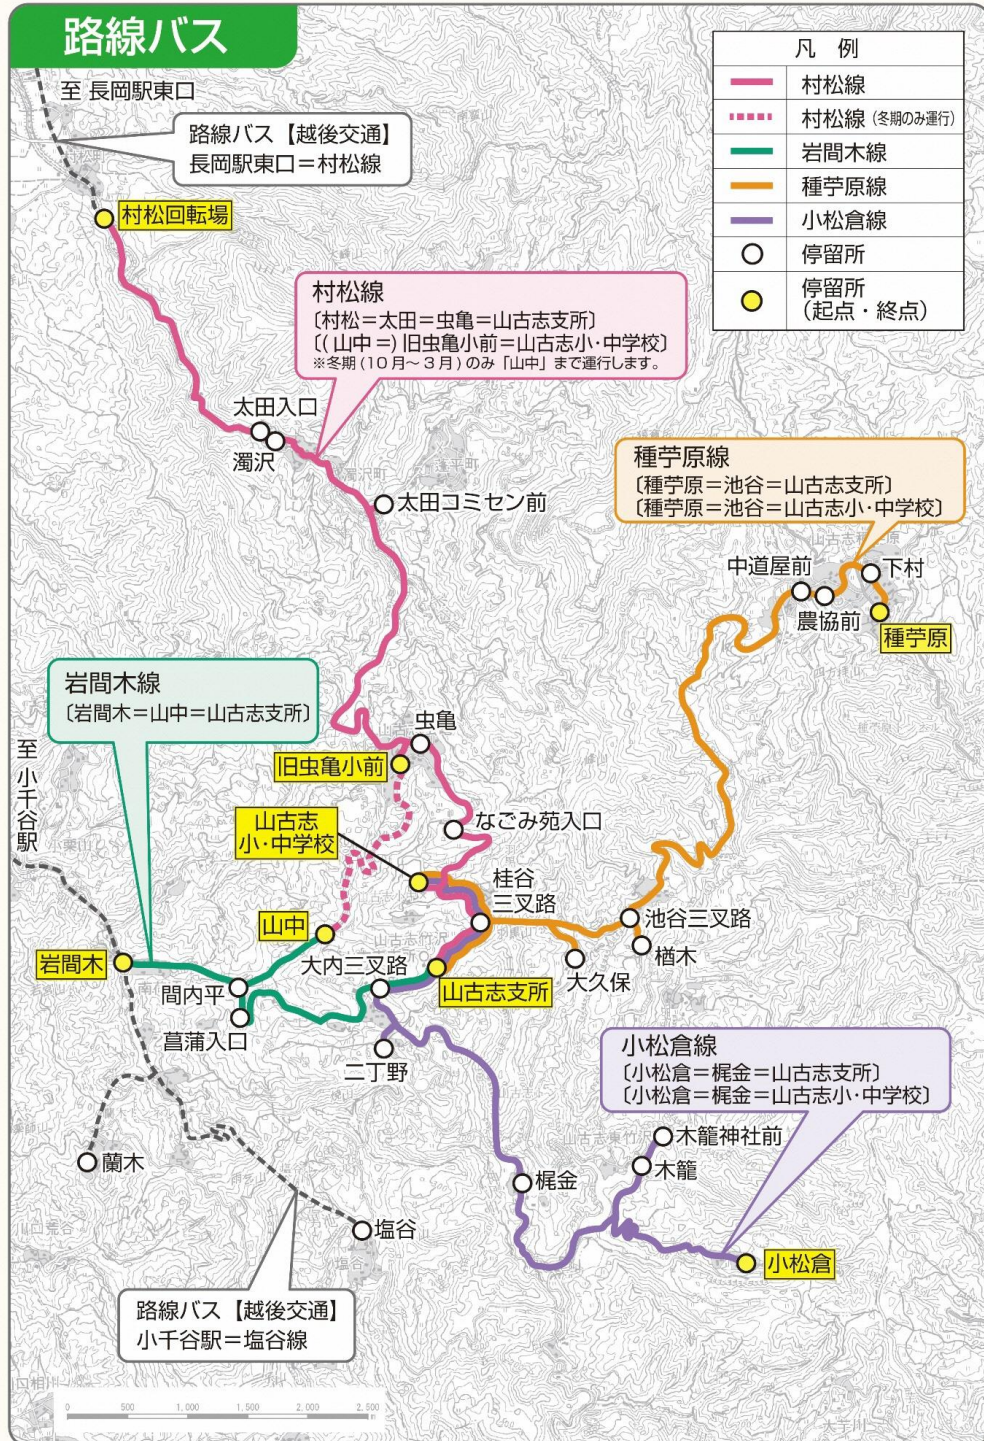 路線バス
至 長岡駅東口
路線バス【越後交通】
長岡駅東口＝村松線
凡 例
村松線
村松線（冬期のみ運行）
岩間木線
種苧原線
小松倉線
停留所
停留所
（起点・終点）
村松回転場
村松線
〔村松＝太田＝虫亀＝山古志支所〕
〔(山中＝) 旧虫亀小前＝山古志小・中学校〕
※冬期(10月～3月)のみ「山中」まで運行します。
太田入口
濁沢
太田コミセン前
種苧原線
〔種苧原＝池谷＝山古志支所〕
〔種苧原＝池谷＝山古志小・中学校〕
中道屋前
下村
農協前
種苧原
岩間木線
〔岩間木＝山中＝山古志支所〕
至 小千谷駅
虫亀
旧虫亀小前
なごみ苑入口
山古志
小・中学校
桂谷
三叉路
池谷三叉路
楢木
大久保
山中
岩間木
大内三叉路
山古志支所
間内平
菖蒲入口
二丁野
小松倉線
〔小松倉＝梶金＝山古志支所〕
〔小松倉＝梶金＝山古志小・中学校〕
木籠神社前
木籠
梶金
蘭木
塩谷
小松倉
路線バス【越後交通】
小千谷駅＝塩谷線
0 500 1,000 1,500 2,000 2,500
m